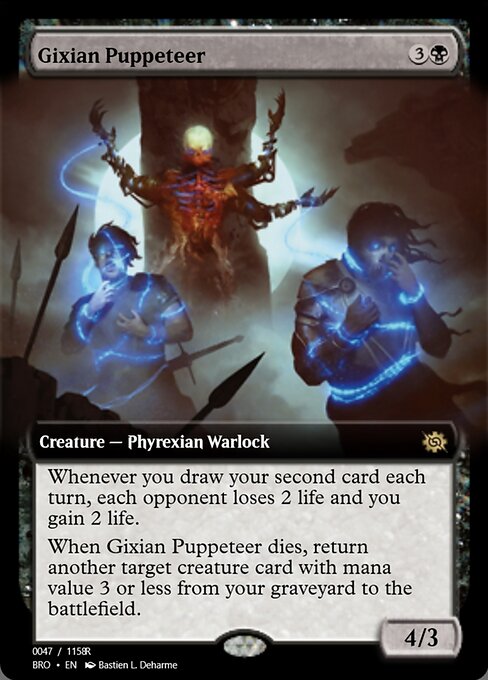 Gixian Puppeteer 3
Creature — Phyrexian Warlock
Whenever you draw your second card each
turn, each opponent loses 2 life and you
gain 2 life.
When Gixian Puppeteer dies, return
another target creature card with mana
value 3 or less from your graveyard to the
battlefield.
4/3
0047 / 1158R
BRO • EN Bastien L. Deharme